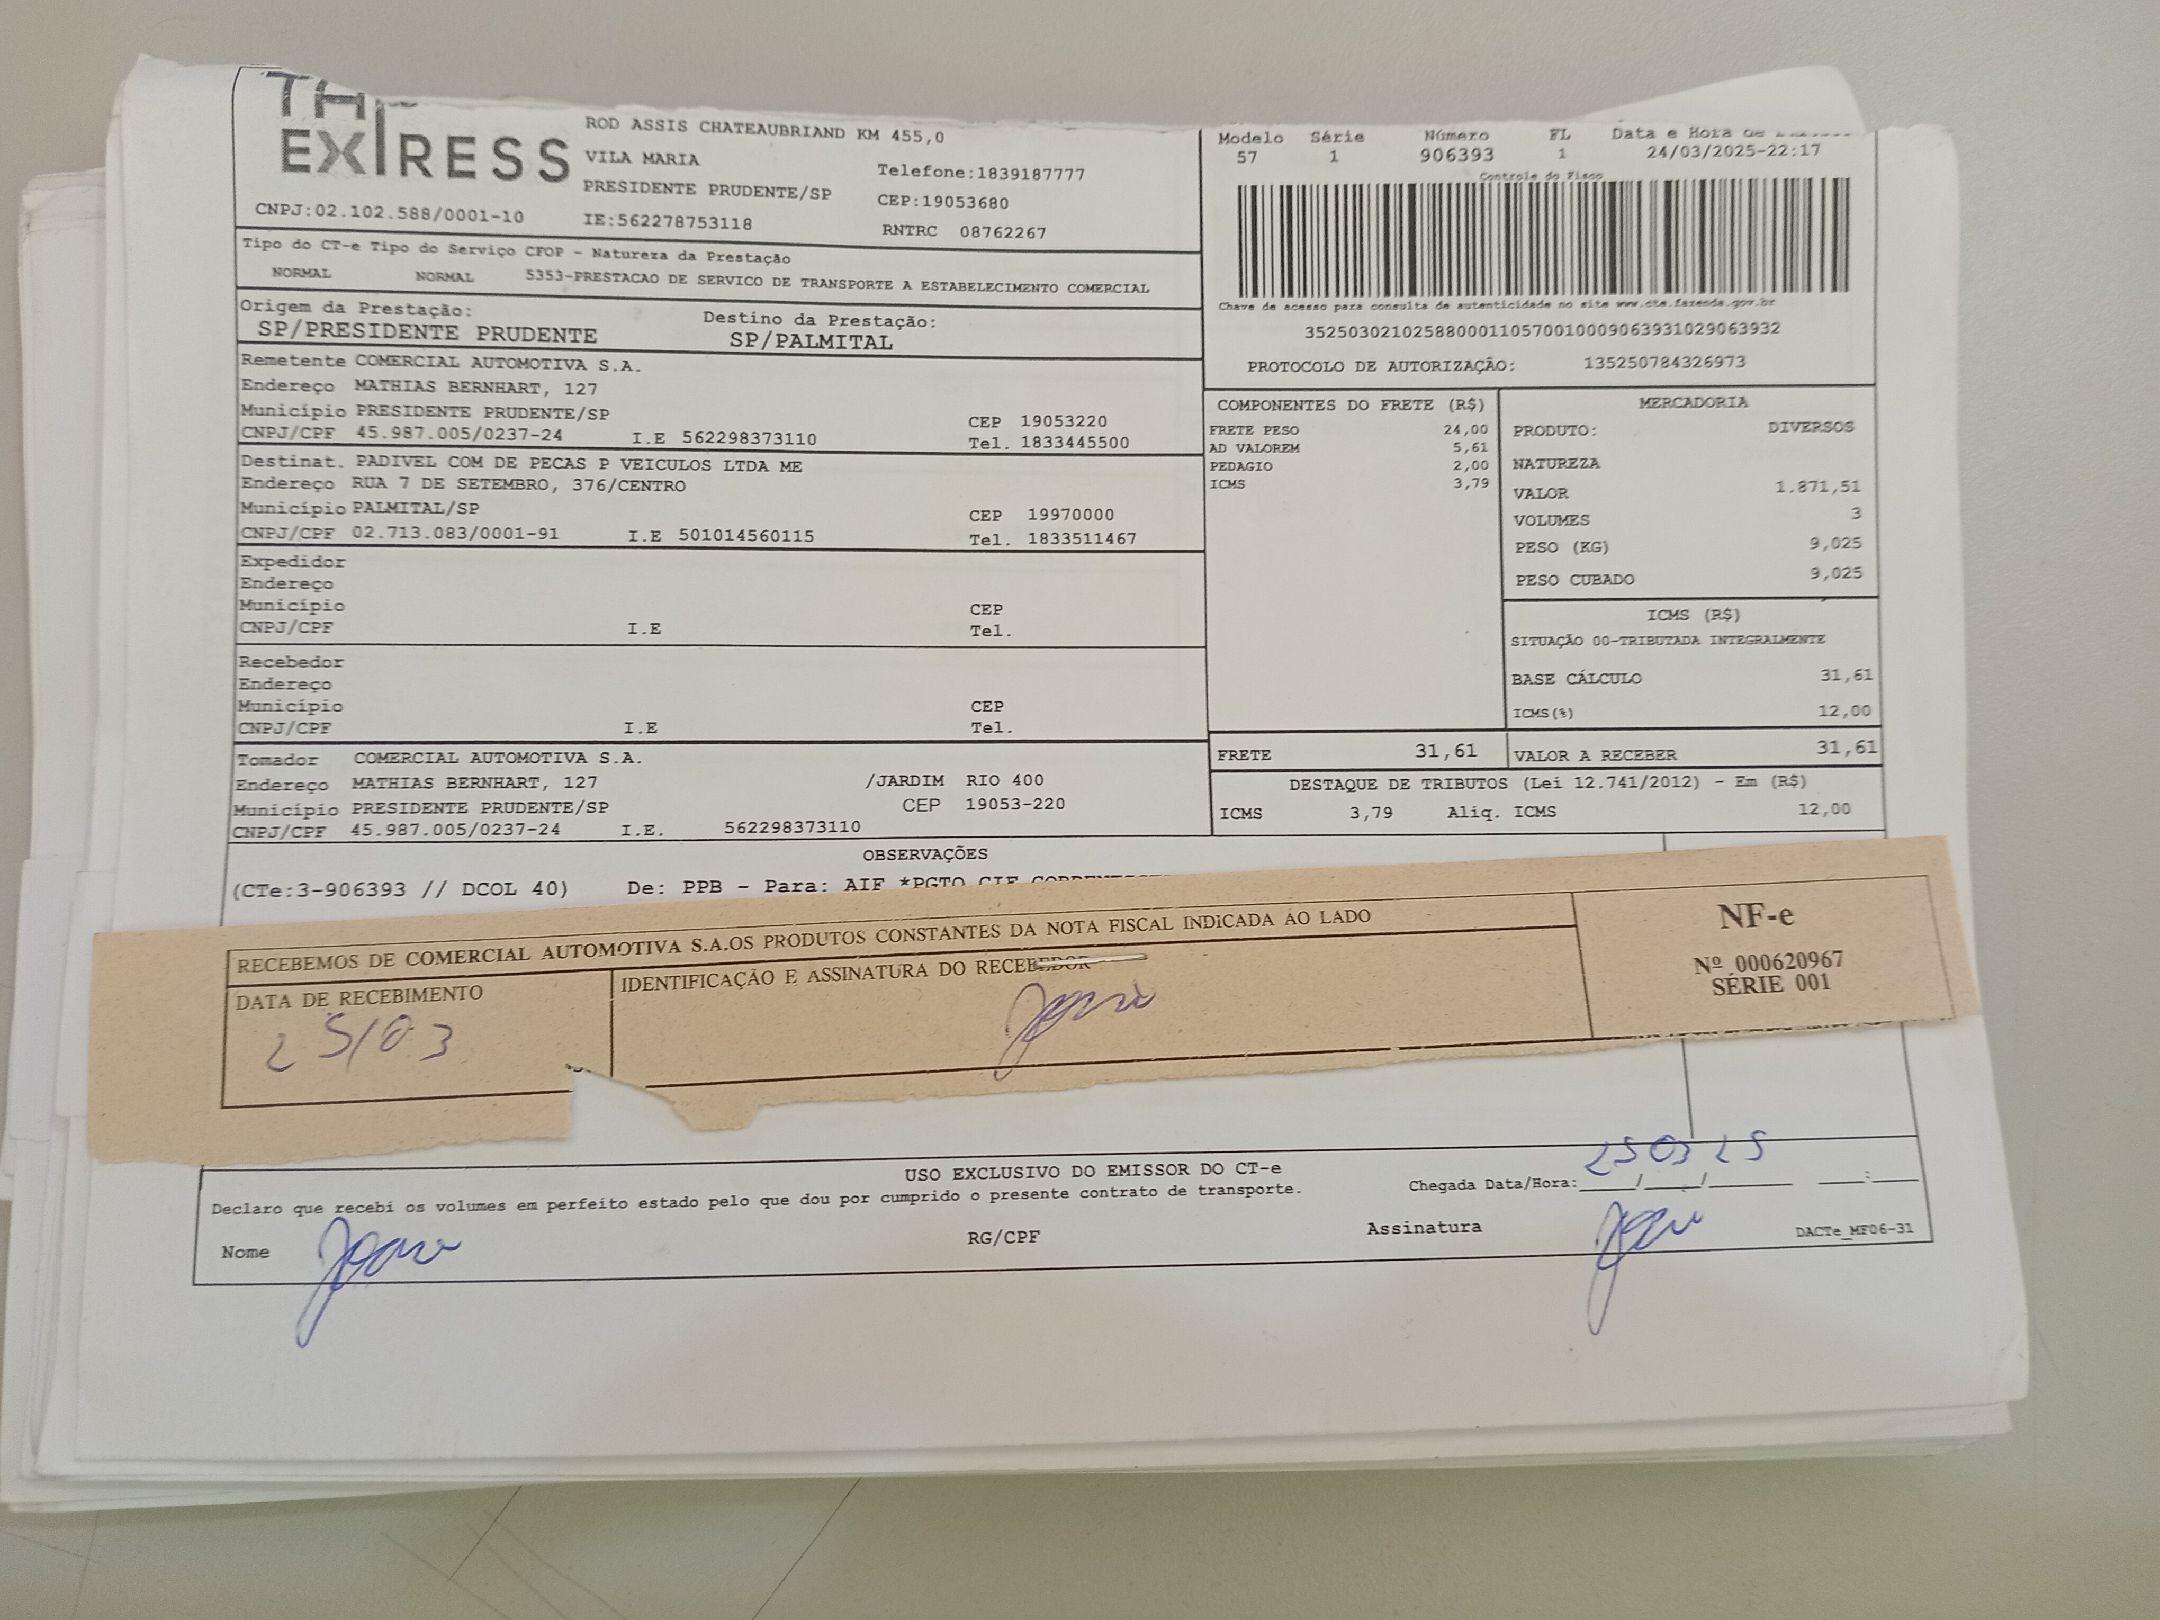 EXPRESS
ROD ASSIS CHATEAUBRIAND KM 455,0
VILA MARIA
Telefone:1839187777
PRESIDENTE PRUDENTE/SP
CEP:19053680
CNPJ:02.102.588/0001-10 IE:562278753118
RNTRC 08762267
Modelo Série Número FL Data e Hora de
57 1 906393 1 24/03/2025-22:17
Controle do Fisco
Chave de acesso para consulta de autenticidade no site www.cte.fazenda.gov.br
35250302102588000110570010009063931029063932
PROTOCOLO DE AUTORIZAÇÃO: 135250784326973
Tipo do CT-e Tipo do Serviço CFOP - Natureza da Prestação
NORMAL NORMAL 5353-PRESTACAO DE SERVICO DE TRANSPORTE A ESTABELECIMENTO COMERCIAL
Origem da Prestação: Destino da Prestação:
SP/PRESIDENTE PRUDENTE SP/PALMITAL
Remetente COMERCIAL AUTOMOTIVA S.A.
Endereço MATHIAS BERNHART, 127
Município PRESIDENTE PRUDENTE/SP CEP 19053220
CNPJ/CPF 45.987.005/0237-24 I.E 562298373110 Tel. 1833445500
Destinat. PADIVEL COM DE PECAS P VEICULOS LTDA ME
Endereço RUA 7 DE SETEMBRO, 376/CENTRO
Município PALMITAL/SP CEP 19970000
CNPJ/CPF 02.713.083/0001-91 I.E 501014560115 Tel. 1833511467
Expedidor
Endereço
Município CEP
CNPJ/CPF I.E Tel.
Recebedor
Endereço
Município CEP
CNPJ/CPF I.E Tel.
Tomador COMERCIAL AUTOMOTIVA S.A.
Endereço MATHIAS BERNHART, 127 /JARDIM RIO 400
Município PRESIDENTE PRUDENTE/SP CEP 19053-220
CNPJ/CPF 45.987.005/0237-24 I.E. 562298373110
COMPONENTES DO FRETE (R$)
FRETE PESO 24,00
AD VALOREM 5,61
PEDAGIO 2,00
ICMS 3,79
MERCADORIA
PRODUTO: DIVERSOS
NATUREZA
VALOR 1.871,51
VOLUMES 3
PESO (KG) 9,025
PESO CUBADO 9,025
ICMS (R$)
SITUAÇÃO 00-TRIBUTADA INTEGRALMENTE
BASE CÁLCULO 31,61
ICMS(%) 12,00
FRETE 31,61 VALOR A RECEBER 31,61
DESTAQUE DE TRIBUTOS (Lei 12.741/2012) - Em (R$)
ICMS 3,79 Aliq. ICMS 12,00
OBSERVAÇÕES
(CTe:3-906393 // DCOL 40) De: PPB - Para: AIF *PGTO CIF
RECEBEMOS DE COMERCIAL AUTOMOTIVA S.A.OS PRODUTOS CONSTANTES DA NOTA FISCAL INDICADA AO LADO
DATA DE RECEBIMENTO
25/03
IDENTIFICAÇÃO E ASSINATURA DO RECEBEDOR
NF-e
Nº 000620967
SÉRIE 001
USO EXCLUSIVO DO EMISSOR DO CT-e
Declaro que recebi os volumes em perfeito estado pelo que dou por cumprido o presente contrato de transporte.
Chegada Data/Hora: 25/03/25 :
Nome RG/CPF Assinatura DACTe_MF06-31